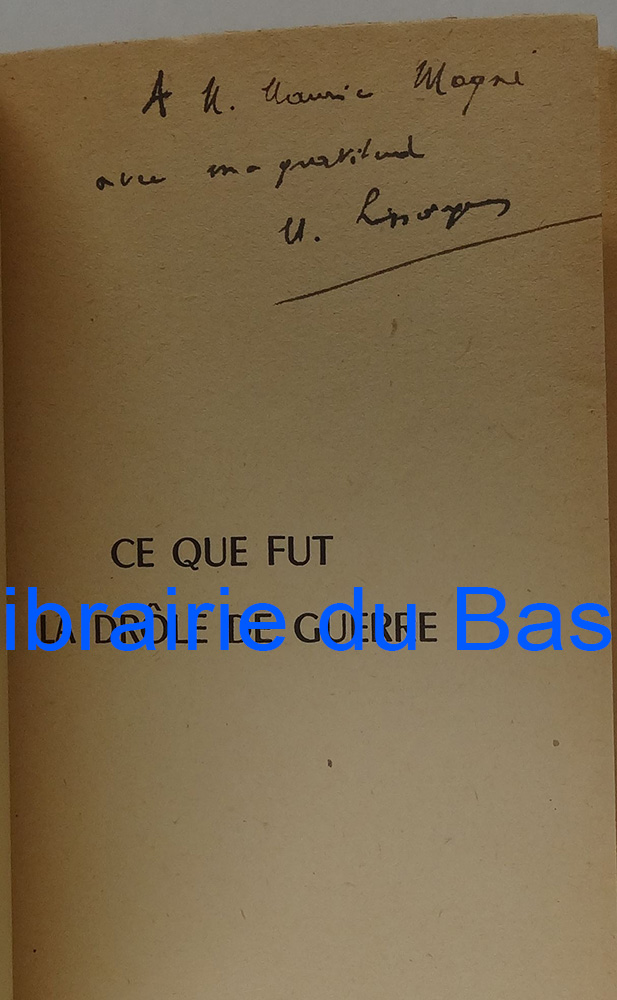 A M. Maurice Magne
avec ma gratitude
M.
CE QUE FUT
LA DRÔLE DE GUERRE
ibrairie du Bas